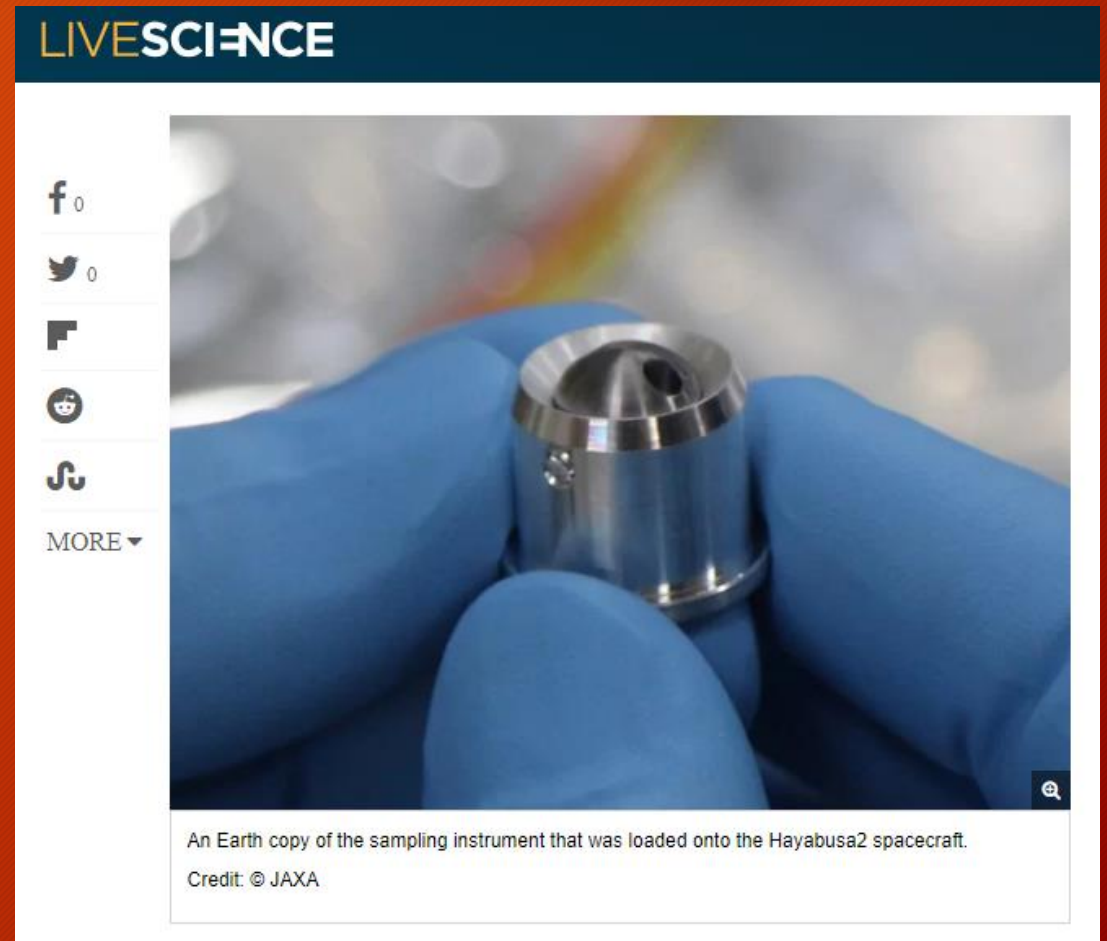 LIVESCIENCE
0
0
MORE
An Earth copy of the sampling instrument that was loaded onto the Hayabusa2 spacecraft.
Credit: © JAXA